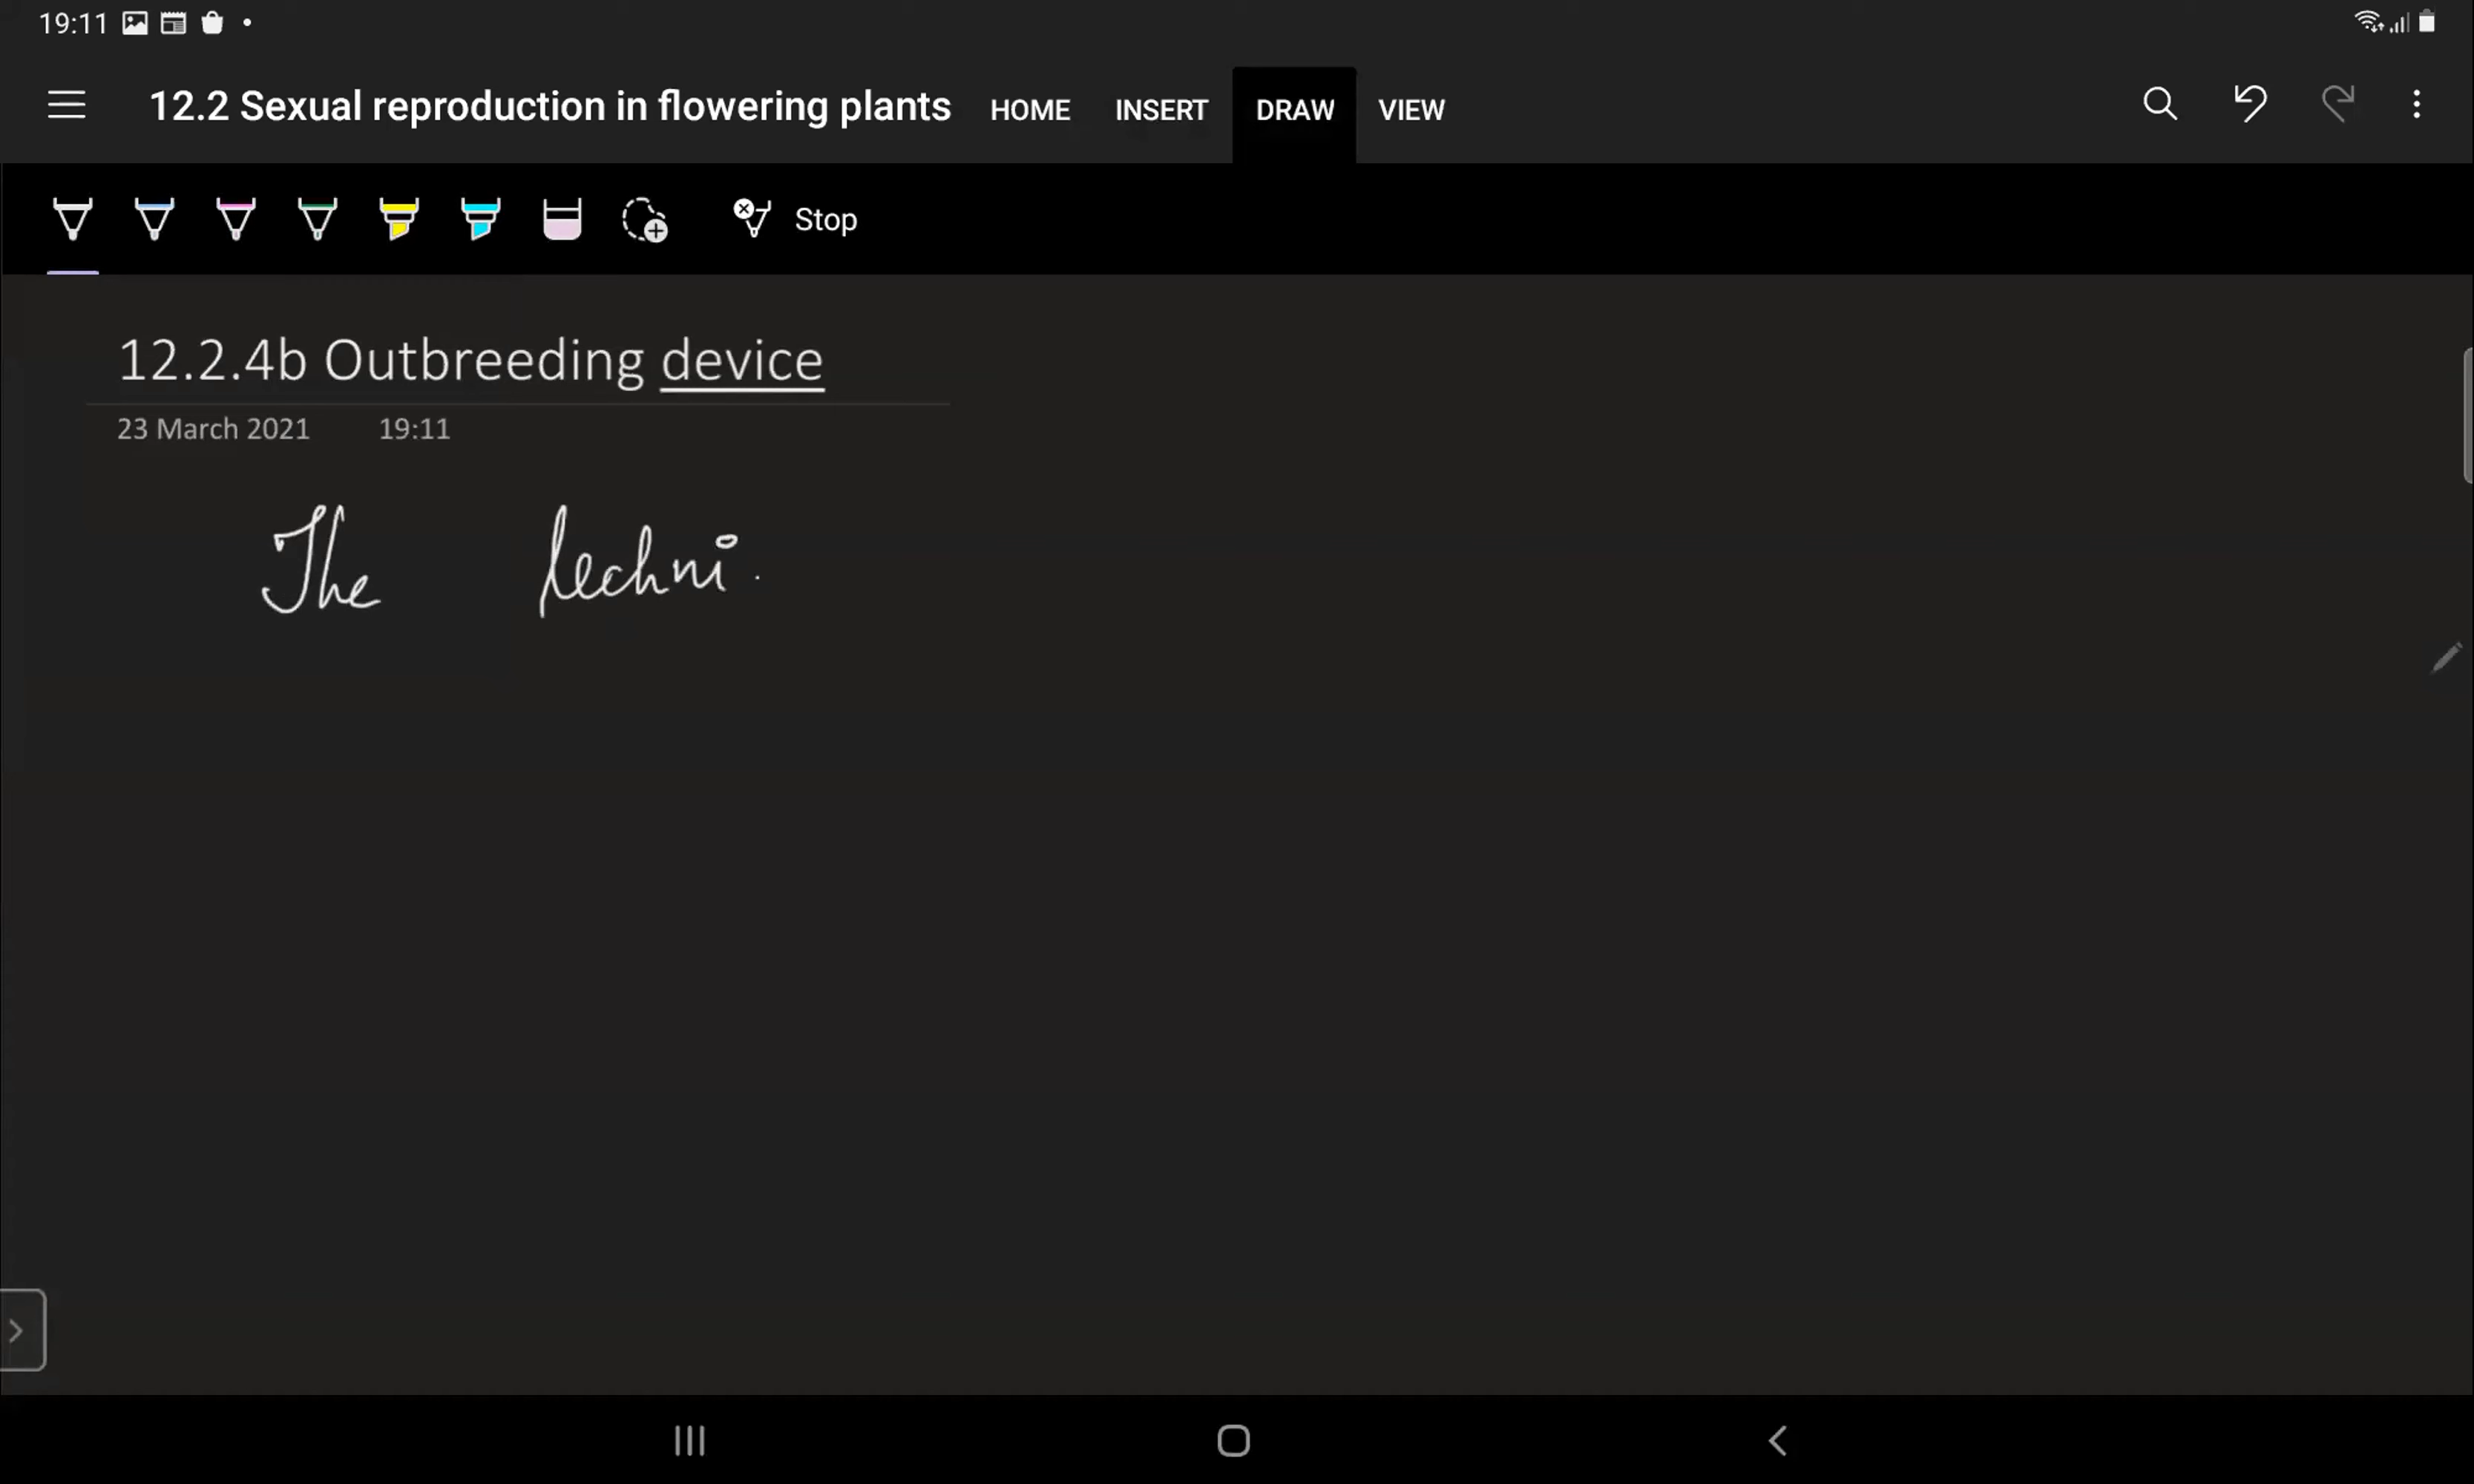 19:11
12.2 Sexual reproduction in flowering plants HOME INSERT DRAW VIEW
Stop
12.2.4b Outbreeding device
23 March 2021 19:11
The techni